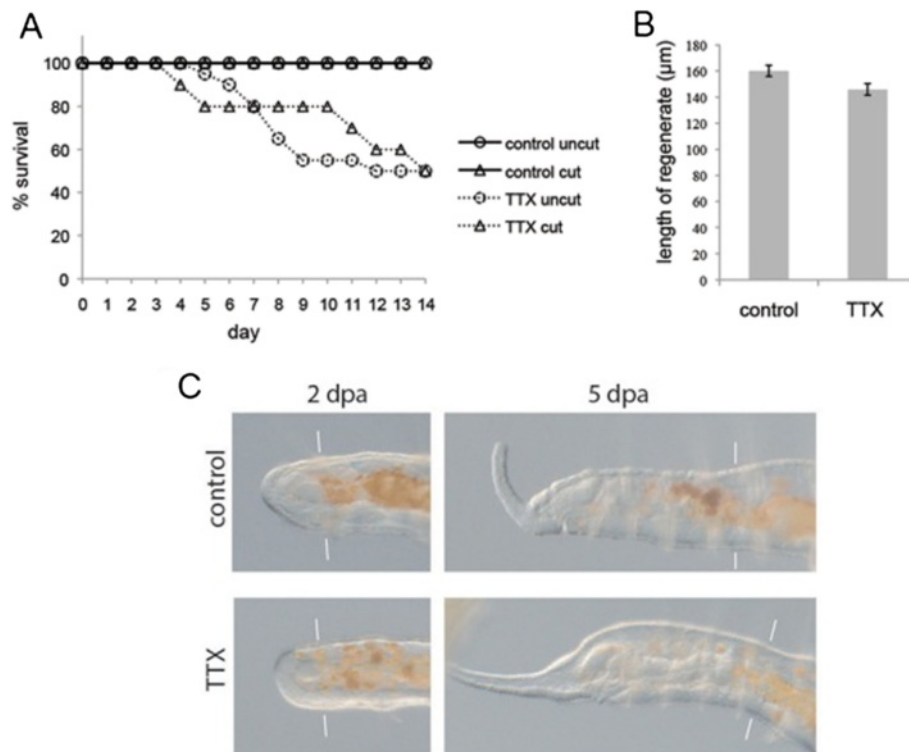 A
% survival
100
80
60
40
20
0
0 1 2 3 4 5 6 7 8 9 10 11 12 13 14
day
control uncut
control cut
TTX uncut
TTX cut
B
length of regenerate (µm)
180
160
140
120
100
80
60
40
20
0
control TTX
C
2 dpa 5 dpa
control
TTX